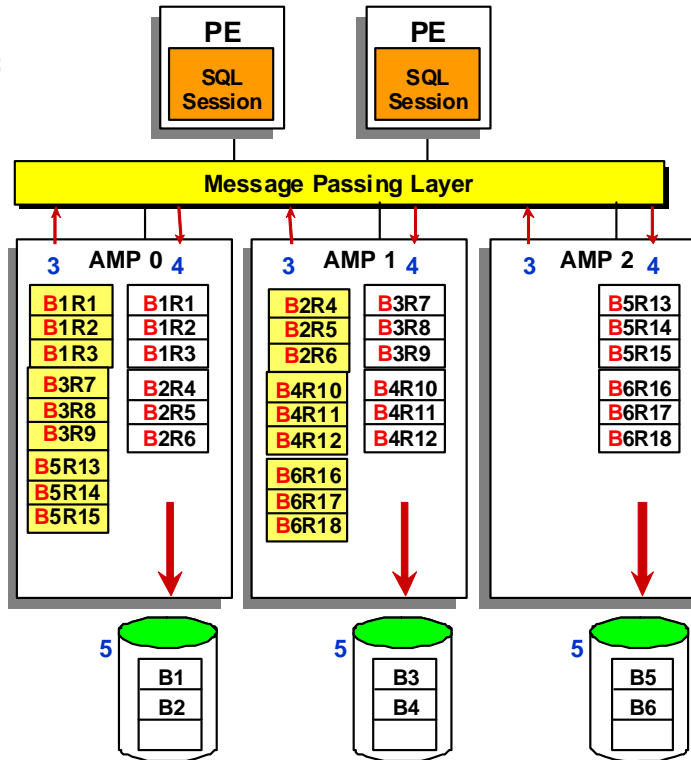 PE
SQL
Session
PE
SQL
Session
Message Passing Layer
3 AMP 0 4
B1R1
B1R2
B1R3
B3R7
B3R8
B3R9
B5R13
B5R14
B5R15
B1R1
B1R2
B1R3
B2R4
B2R5
B2R6
3 AMP 1 4
B2R4
B2R5
B2R6
B4R10
B4R11
B4R12
B6R16
B6R17
B6R18
B3R7
B3R8
B3R9
B4R10
B4R11
B4R12
3 AMP 2 4
B5R13
B5R14
B5R15
B6R16
B6R17
B6R18
5
B1
B2
5
B3
B4
5
B5
B6